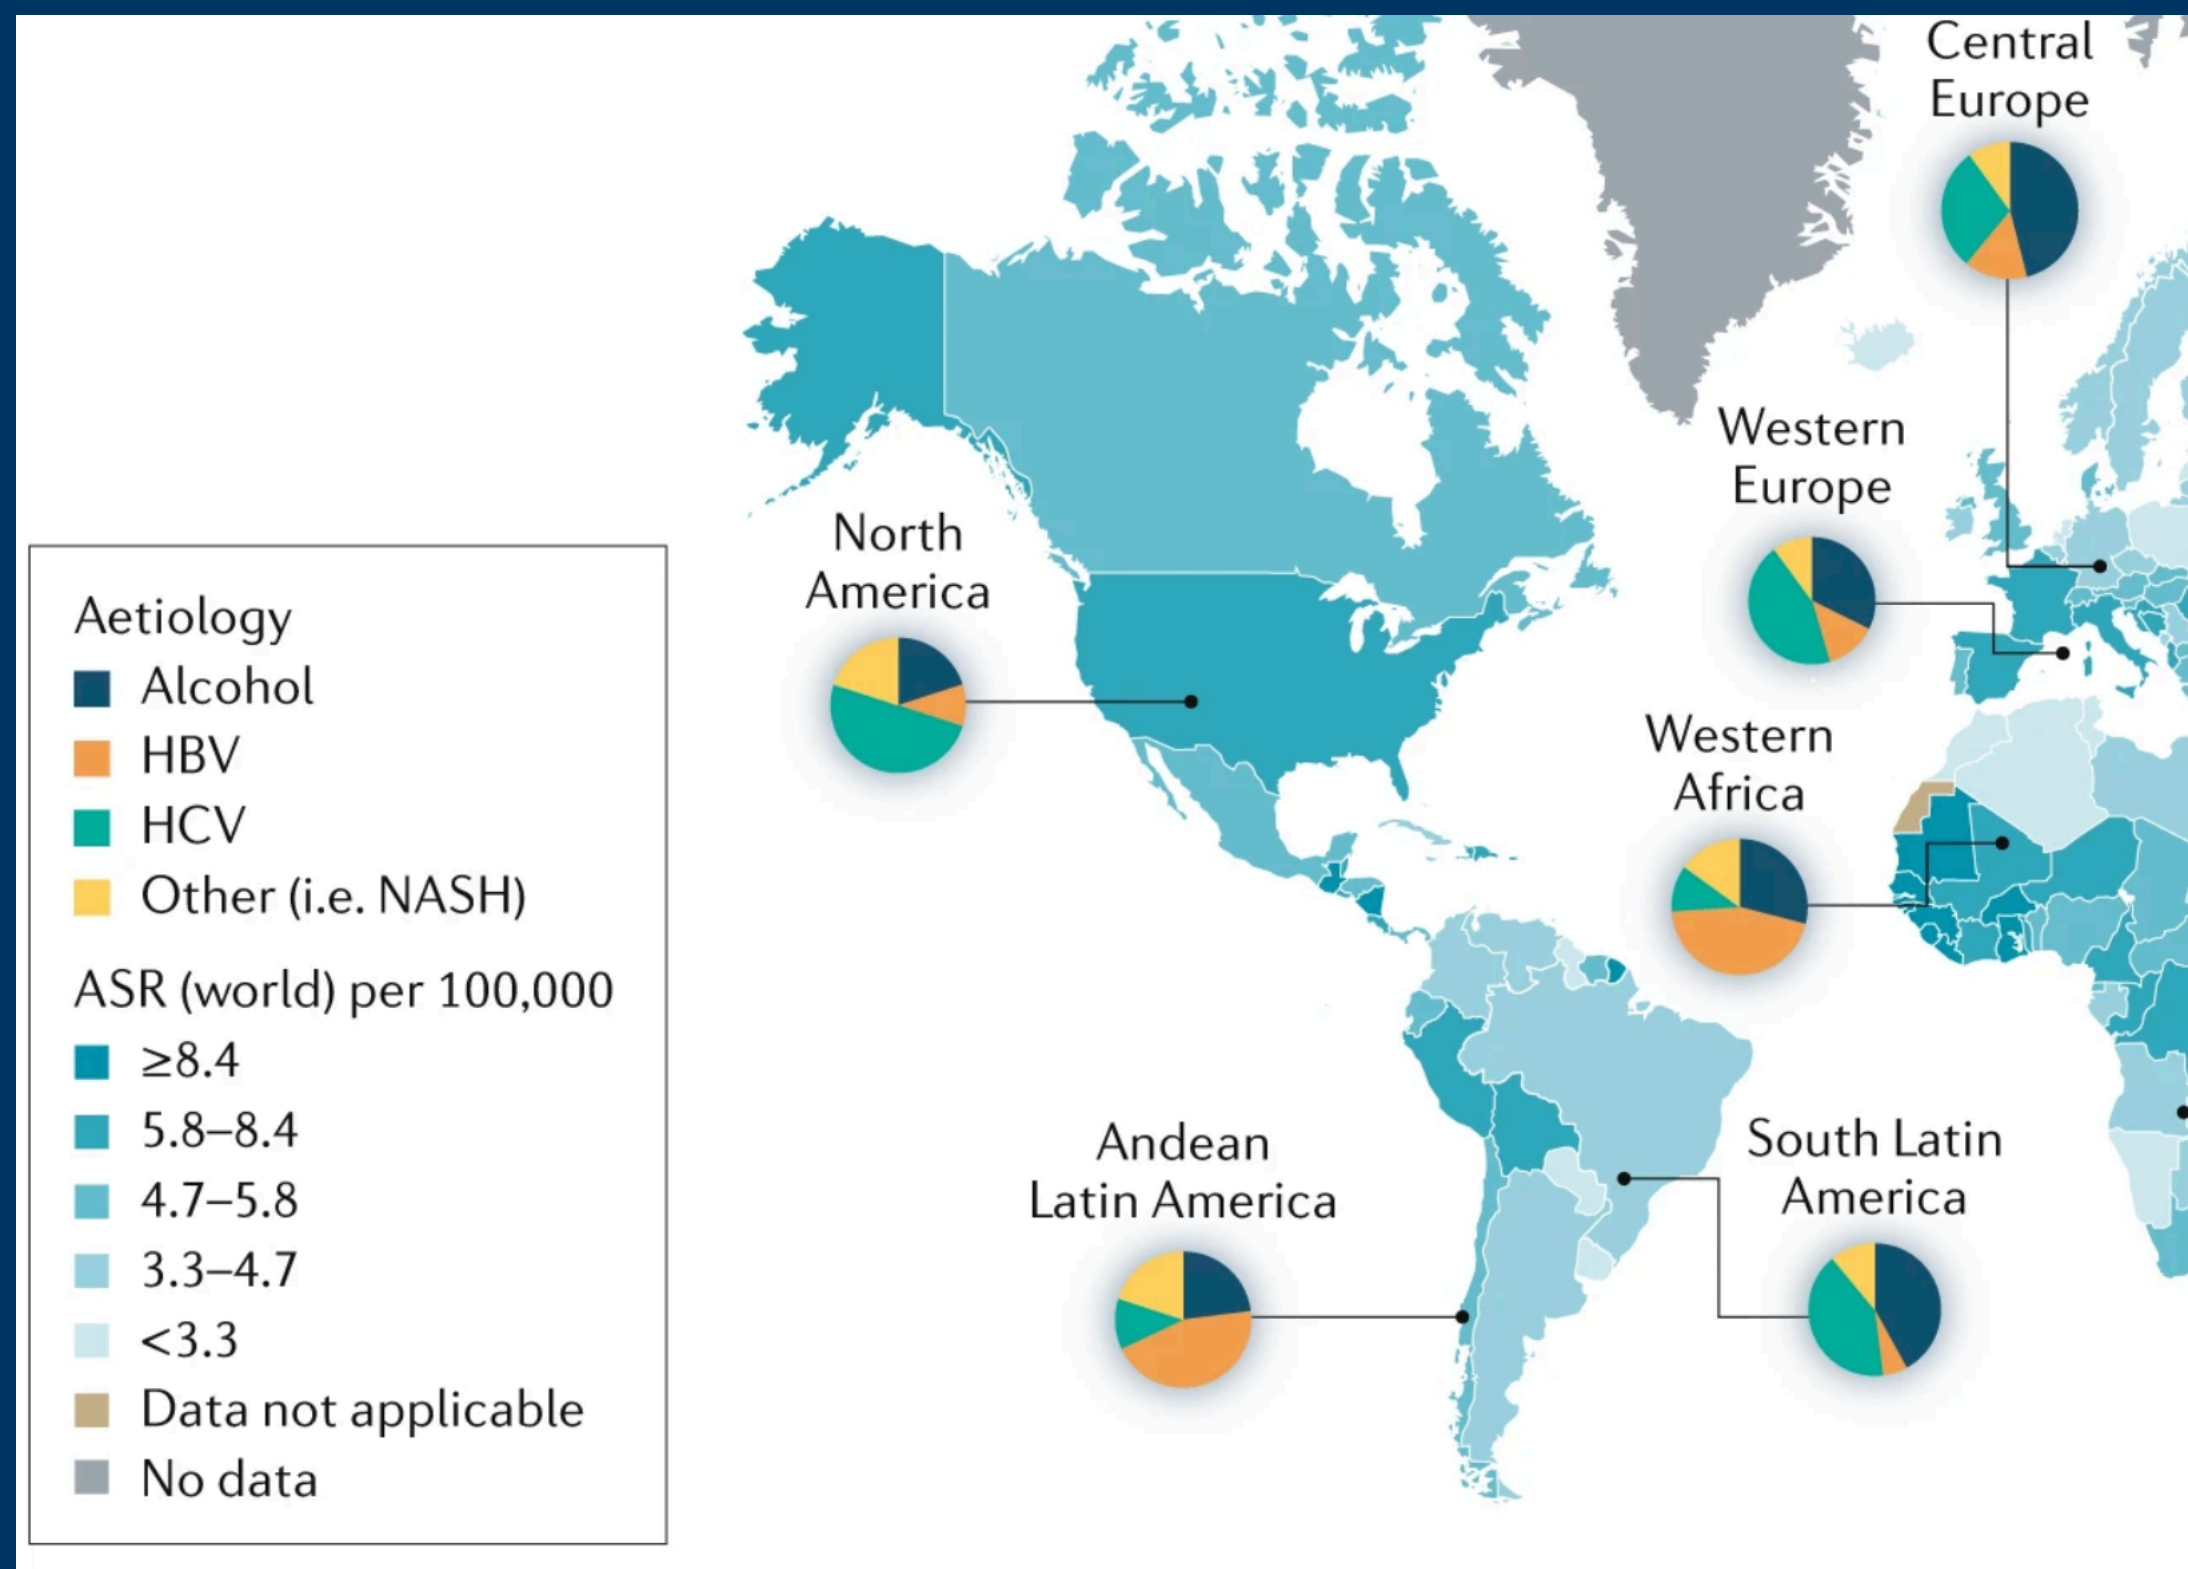 Central
Europe
Western
Europe
North
America
Western
Africa
Andean
Latin America
South Latin
America
Aetiology
Alcohol
HBV
HCV
Other (i.e. NASH)
ASR (world) per 100,000
≥8.4
5.8–8.4
4.7–5.8
3.3–4.7
<3.3
Data not applicable
No data